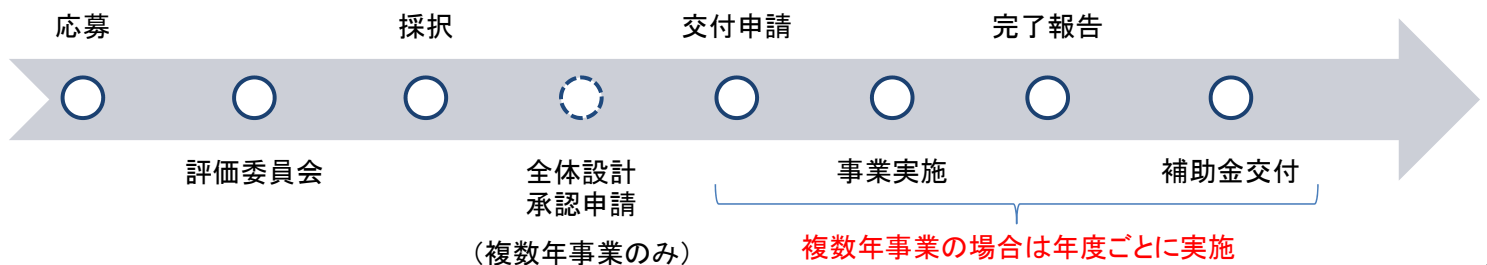 応募
採択
交付申請
完了報告
評価委員会
全体設計
承認申請
（複数年事業のみ）
事業実施
補助金交付
複数年事業の場合は年度ごとに実施